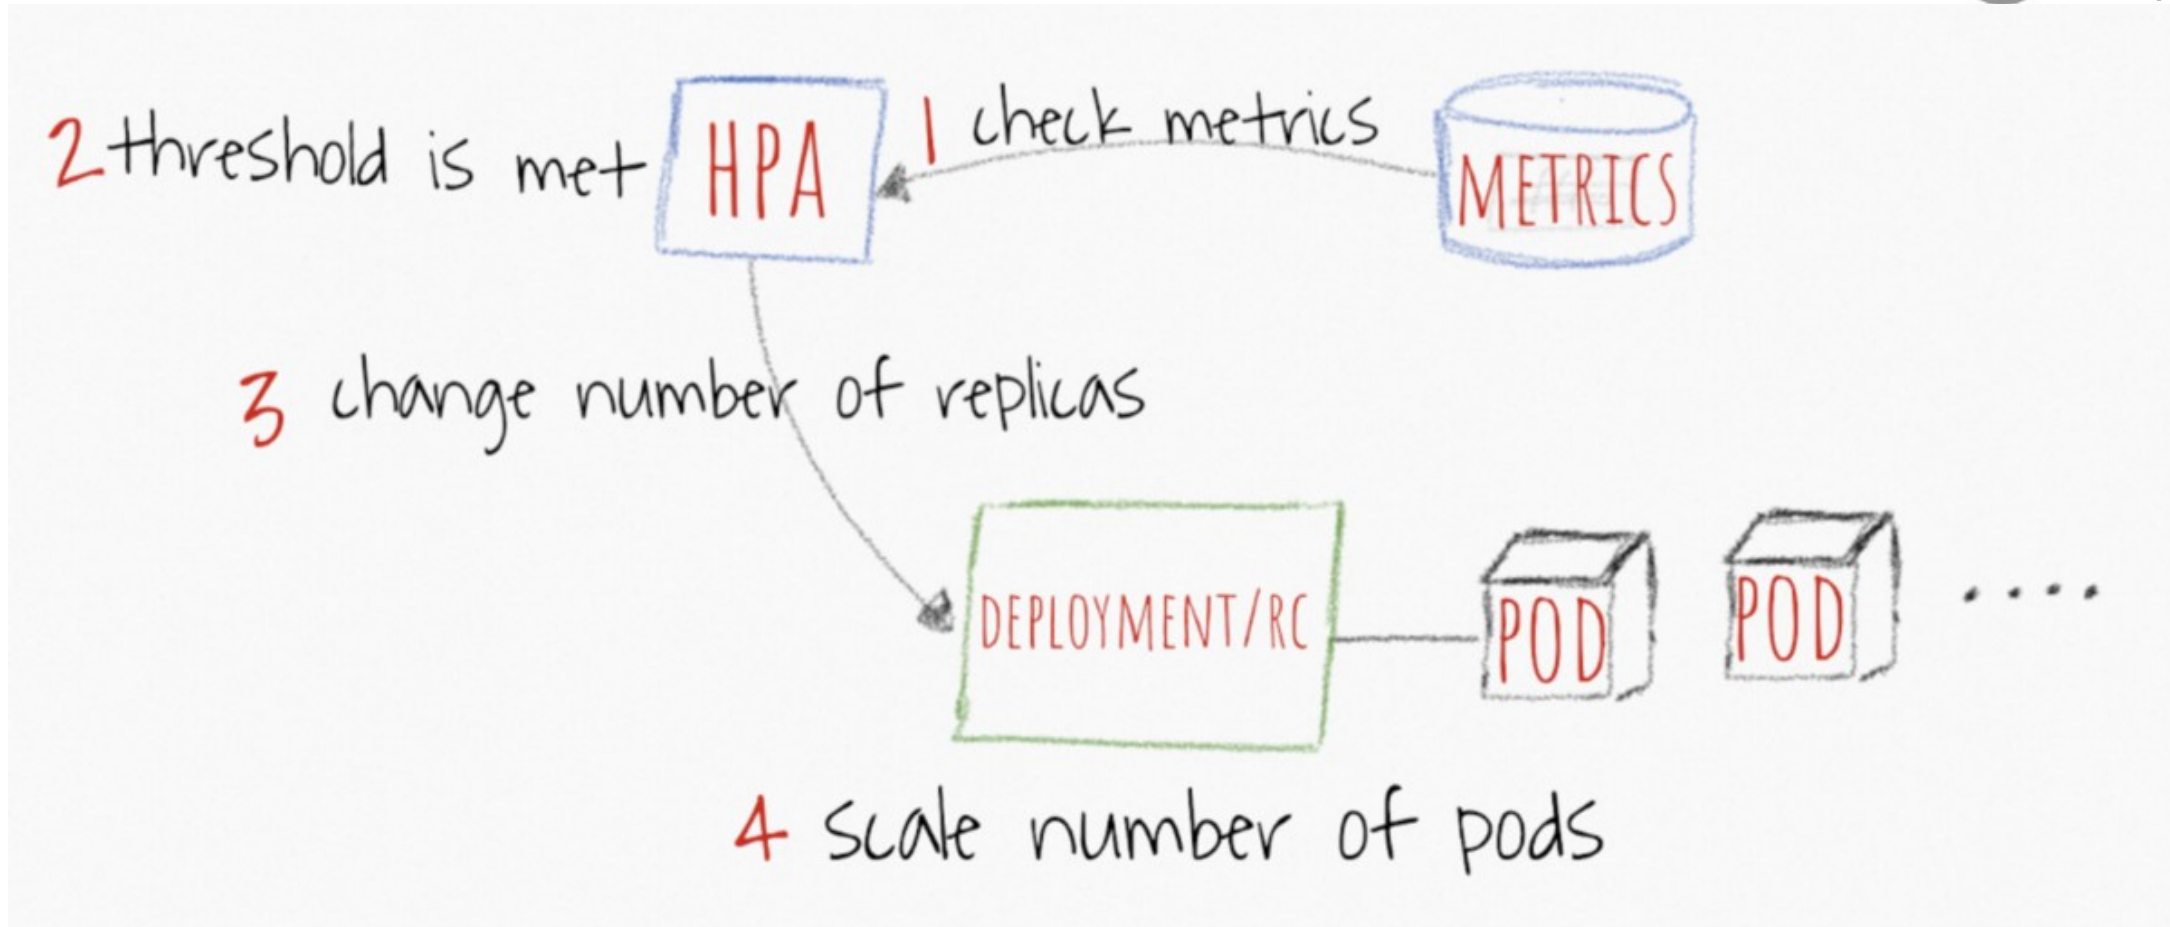 2 threshold is met
HPA
1 check metrics
METRICS
3 change number of replicas
DEPLOYMENT/RC
POD
POD
....
4 scale number of pods